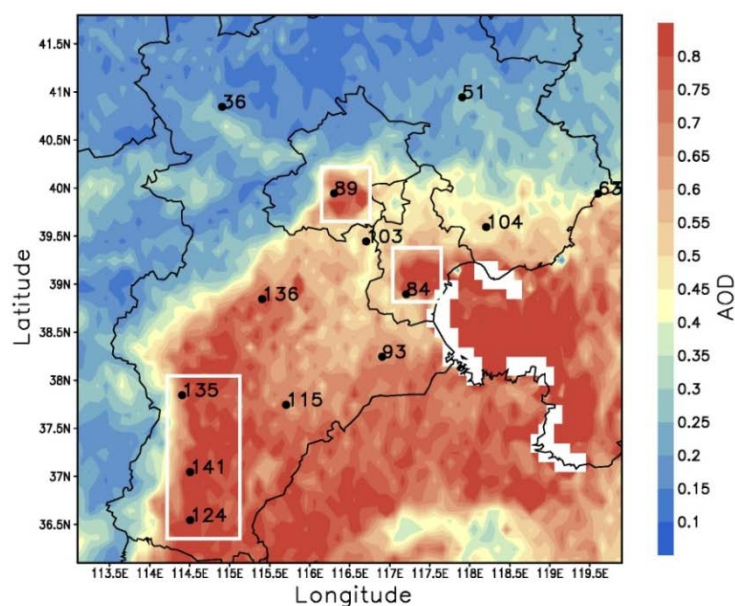 41.5N
41N
40.5N
40N
39.5N
39N
38.5N
38N
37.5N
37N
36.5N
Latitude
36
51
89
63
103
104
136
84
93
135
115
141
124
113.5E 114E 114.5E 115E 115.5E 116E 116.5E 117E 117.5E 118E 118.5E 119E 119.5E
Longitude
0.8
0.75
0.7
0.65
0.6
0.55
0.5
0.45
0.4
0.35
0.3
0.25
0.2
0.15
0.1
AOD